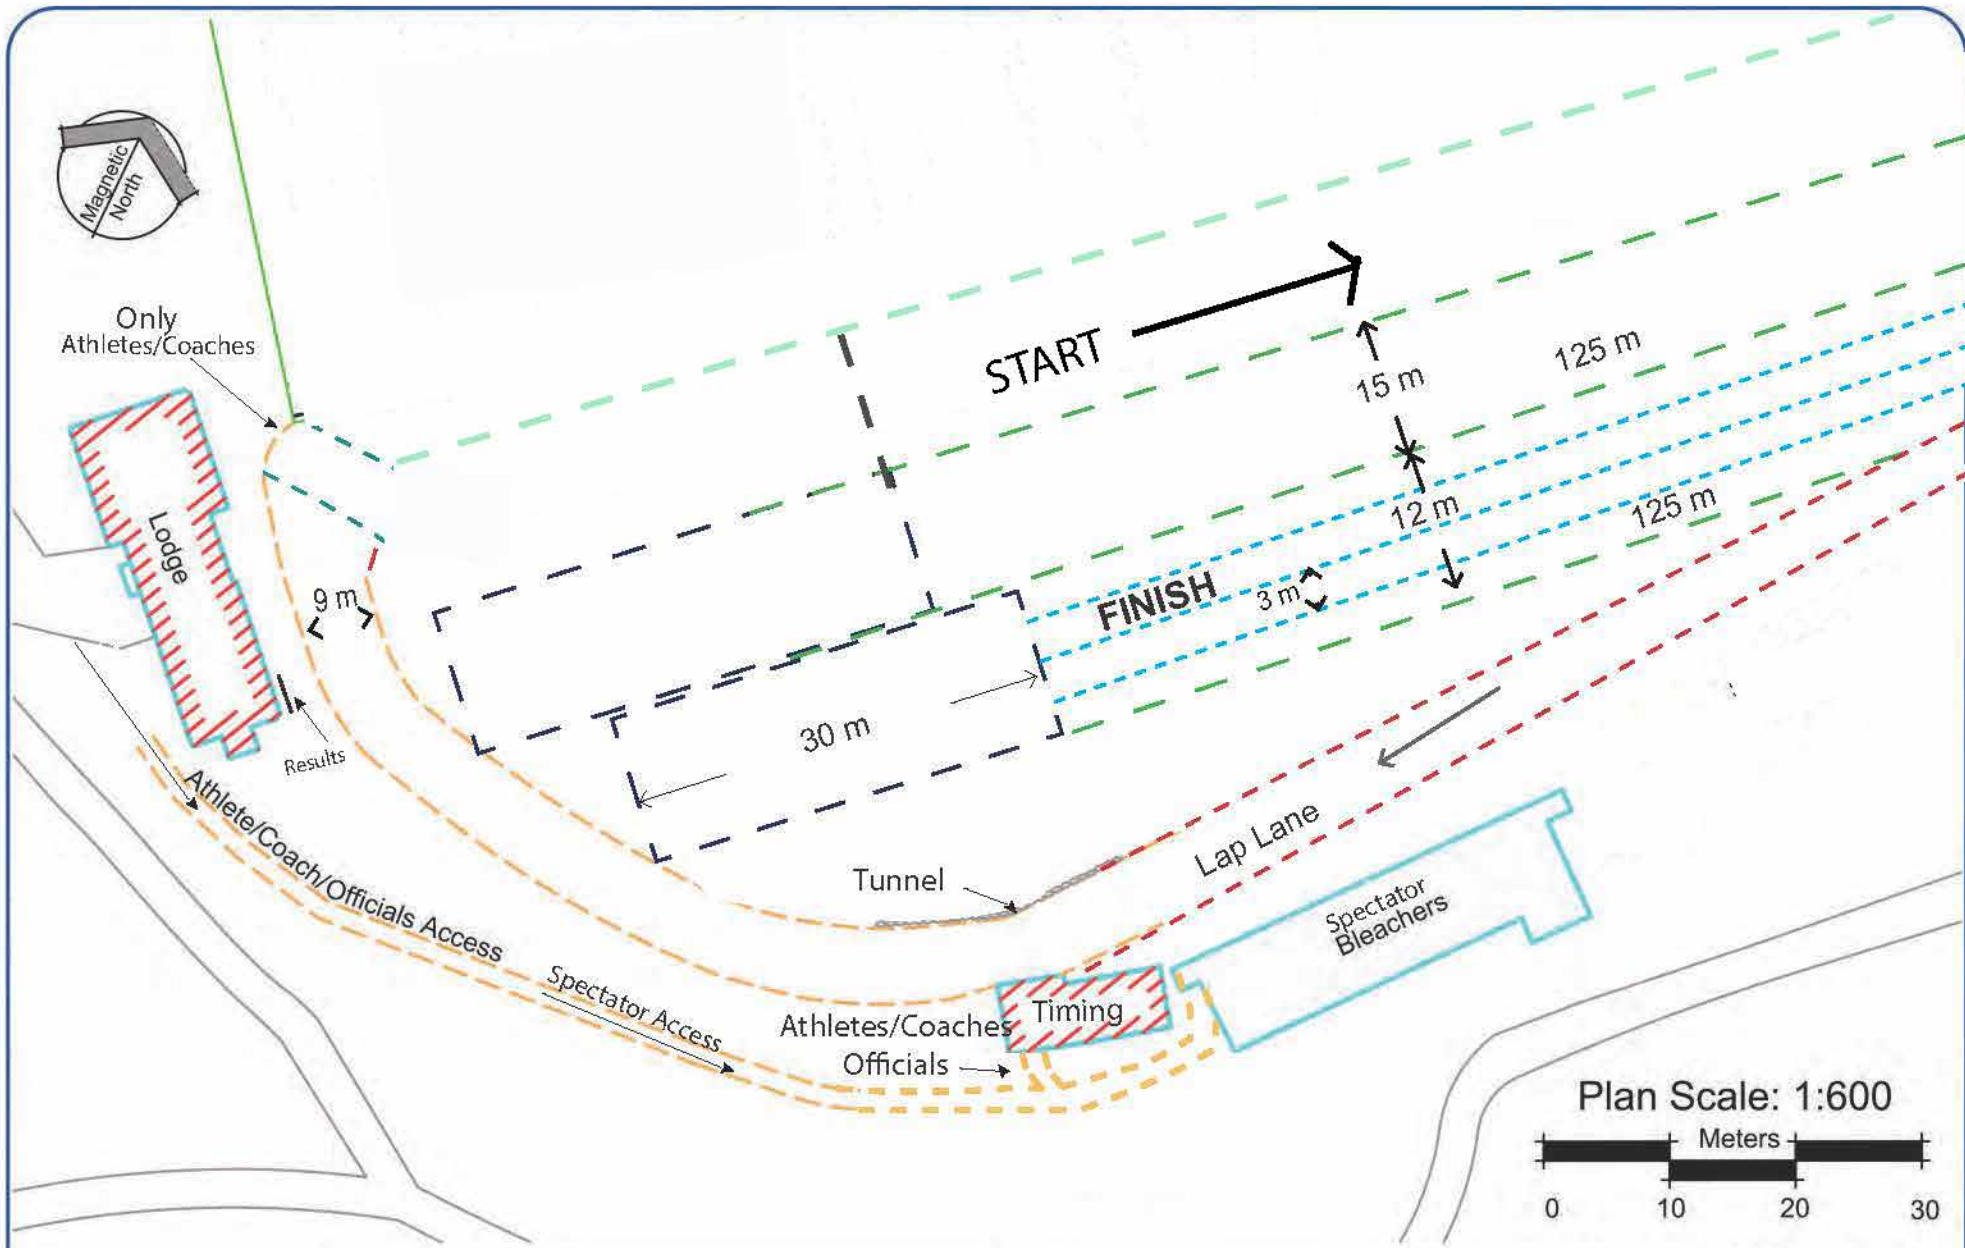 Magnetic
North
Only
Athletes/Coaches
START
125 m
15 m
12 m
125 m
Lodge
9 m
FINISH
3 m
30 m
Results
Athlete/Coach/Officials Access
Tunnel
Lap Lane
Spectator
Bleachers
Spectator Access
Timing
Athletes/Coaches
Officials
Plan Scale: 1:600
Meters
0 10 20 30